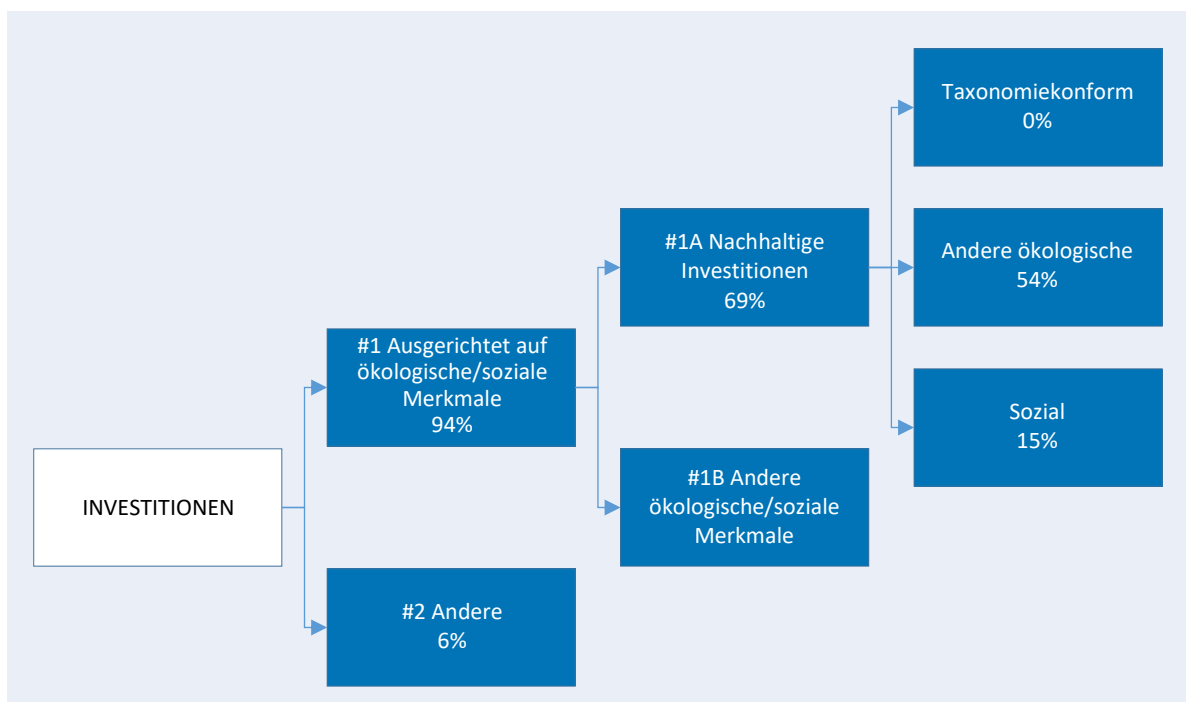 INVESTITIONEN
#1 Ausgerichtet auf
ökologische/soziale
Merkmale
94%
#2 Andere
6%
#1A Nachhaltige
Investitionen
69%
#1B Andere
ökologische/soziale
Merkmale
Taxonomiekonform
0%
Andere ökologische
54%
Sozial
15%